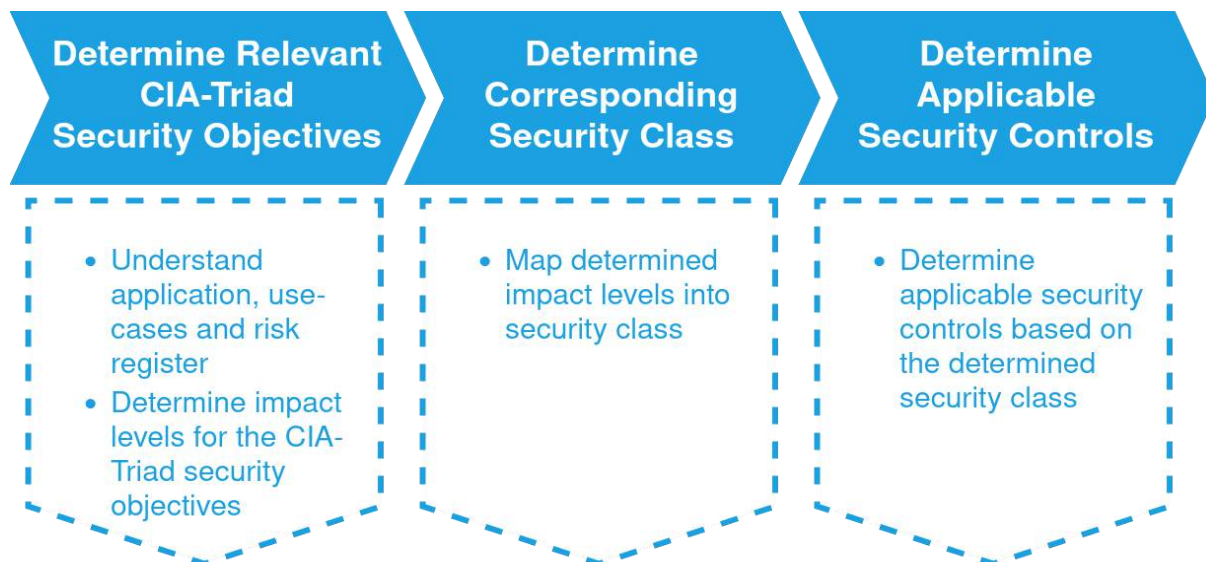 Determine Relevant
CIA-Triad
Security Objectives
Determine
Corresponding
Security Class
Determine
Applicable
Security Controls
• Understand
application, use-
cases and risk
register
• Determine impact
levels for the CIA-
Triad security
objectives
• Map determined
impact levels into
security class
• Determine
applicable security
controls based on
the determined
security class